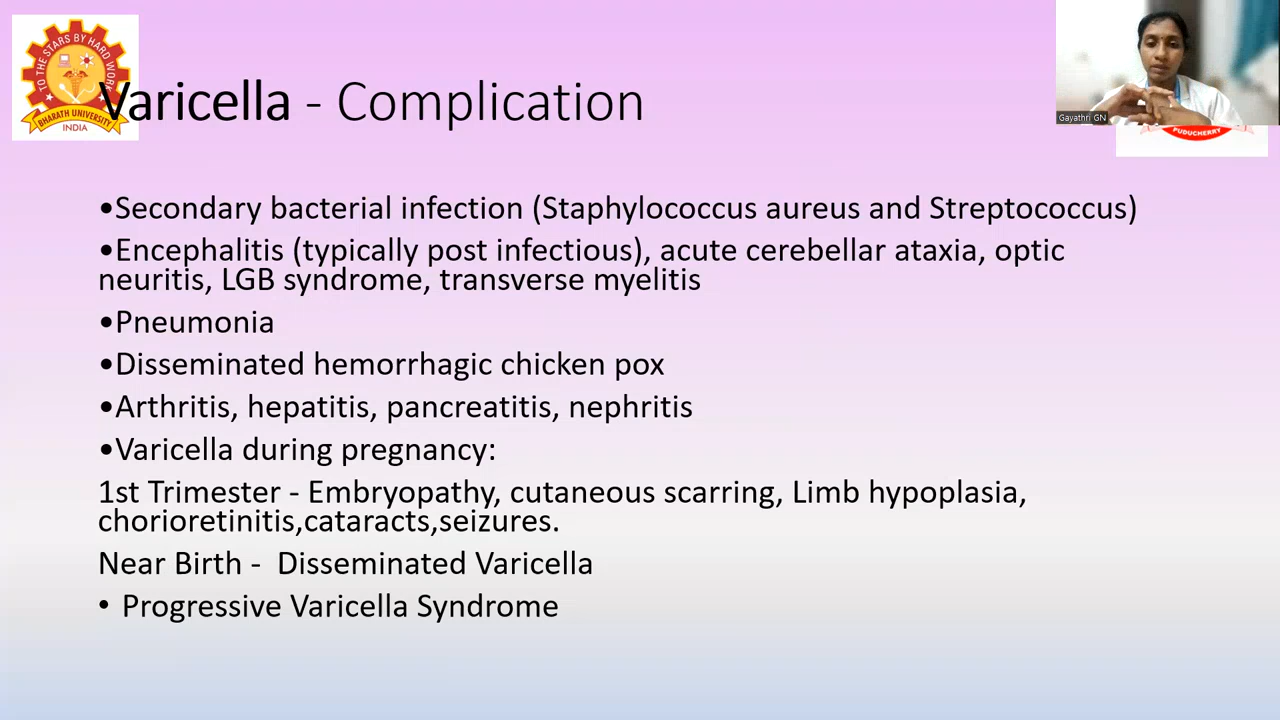 TO THE STARS BY HARD WORK
BHARATH UNIVERSITY
INDIA
Varicella - Complication
Gayathri GN
PUDUCHERRY
•Secondary bacterial infection (Staphylococcus aureus and Streptococcus)
•Encephalitis (typically post infectious), acute cerebellar ataxia, optic
neuritis, LGB syndrome, transverse myelitis
•Pneumonia
•Disseminated hemorrhagic chicken pox
•Arthritis, hepatitis, pancreatitis, nephritis
•Varicella during pregnancy:
1st Trimester - Embryopathy, cutaneous scarring, Limb hypoplasia,
chorioretinitis,cataracts,seizures.
Near Birth -  Disseminated Varicella
• Progressive Varicella Syndrome